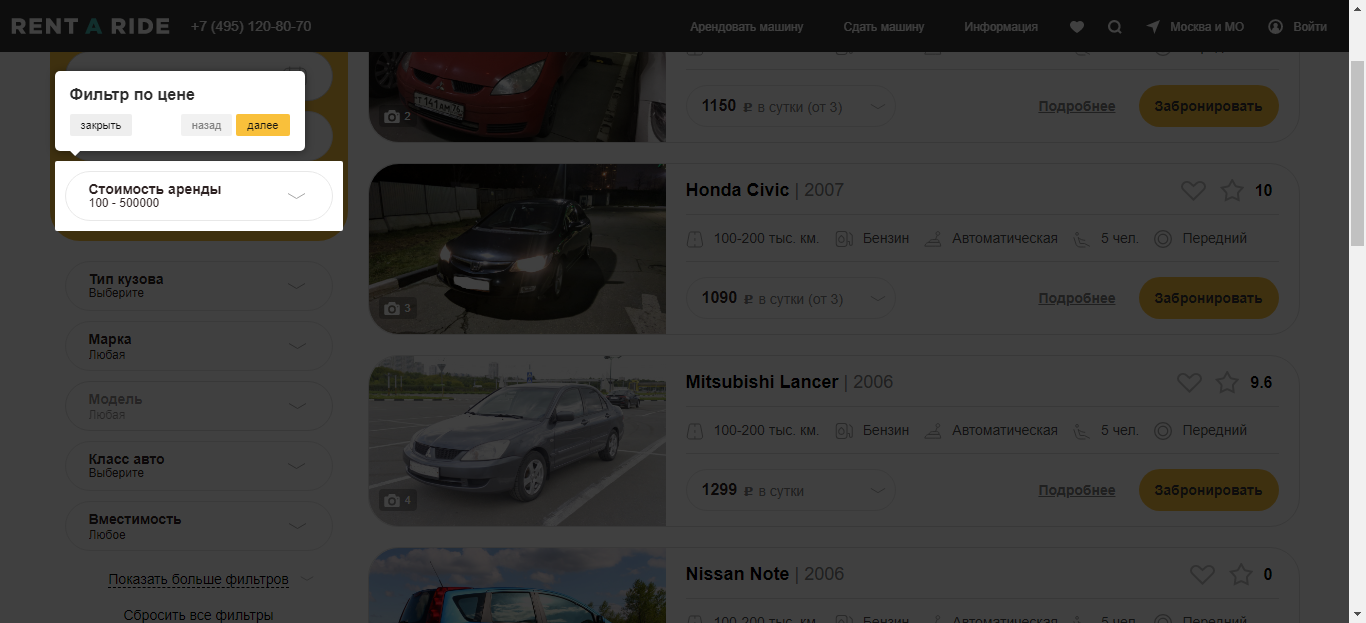 RENT A RIDE
+7 (495) 120-80-70
Арендовать машину
Сдать машину
Информация
Москва и МО
Войти
Фильтр по цене
закрыть
назад
далее
Стоимость аренды
100 - 500000
Тип кузова
Выберите
Марка
Любая
Модель
Любая
Класс авто
Выберите
Вместимость
Любое
Показать больше фильтров
Сбросить все фильтры
2
1150 ₽ в сутки (от 3)
Подробнее
Забронировать
Honda Civic | 2007
10
100-200 тыс. км.
Бензин
Автоматическая
5 чел.
Передний
3
1090 ₽ в сутки (от 3)
Подробнее
Забронировать
Mitsubishi Lancer | 2006
9.6
100-200 тыс. км.
Бензин
Автоматическая
5 чел.
Передний
4
1299 ₽ в сутки
Подробнее
Забронировать
Nissan Note | 2006
0
100-200 тыс. км.
Бензин
Автоматическая
5 чел.
Передний